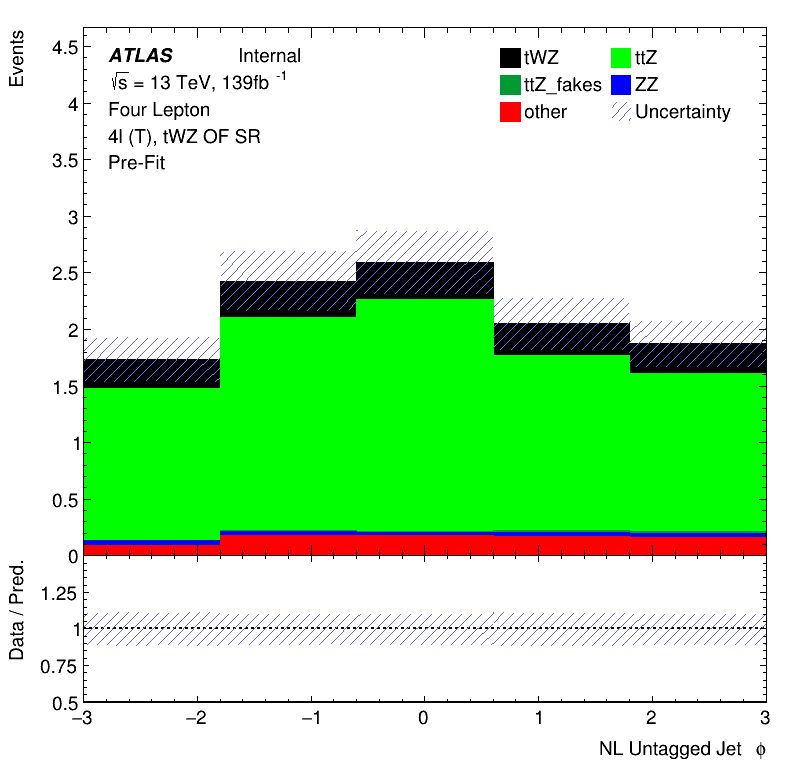 Events
4.5
4
3.5
3
2.5
2
1.5
1
0.5
0
ATLAS Internal
√s = 13 TeV, 139fb -1
Four Lepton
4l (T), tWZ OF SR
Pre-Fit
tWZ ttZ
ttZ_fakes ZZ
other Uncertainty
Data / Pred.
1.25
1
0.75
0.5
−3 −2 −1 0 1 2 3
NL Untagged Jet ϕ